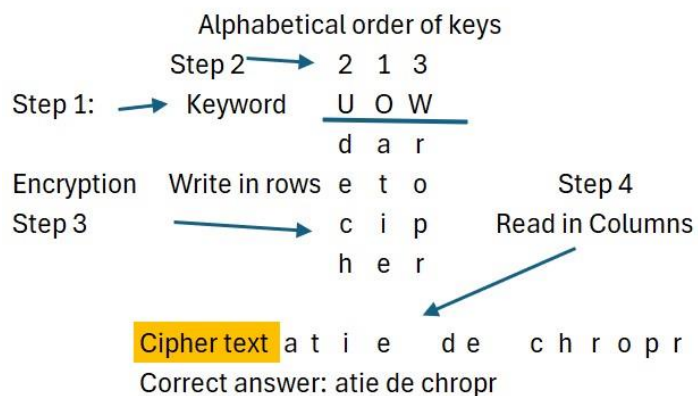 Alphabetical order of keys
Step 2 2 1 3
Step 1: Keyword U O W
d a r
Encryption Write in rows e t o Step 4
Step 3 c i p Read in Columns
h e r
Cipher text a t i e d e c h r o p r
Correct answer: atie de chropr